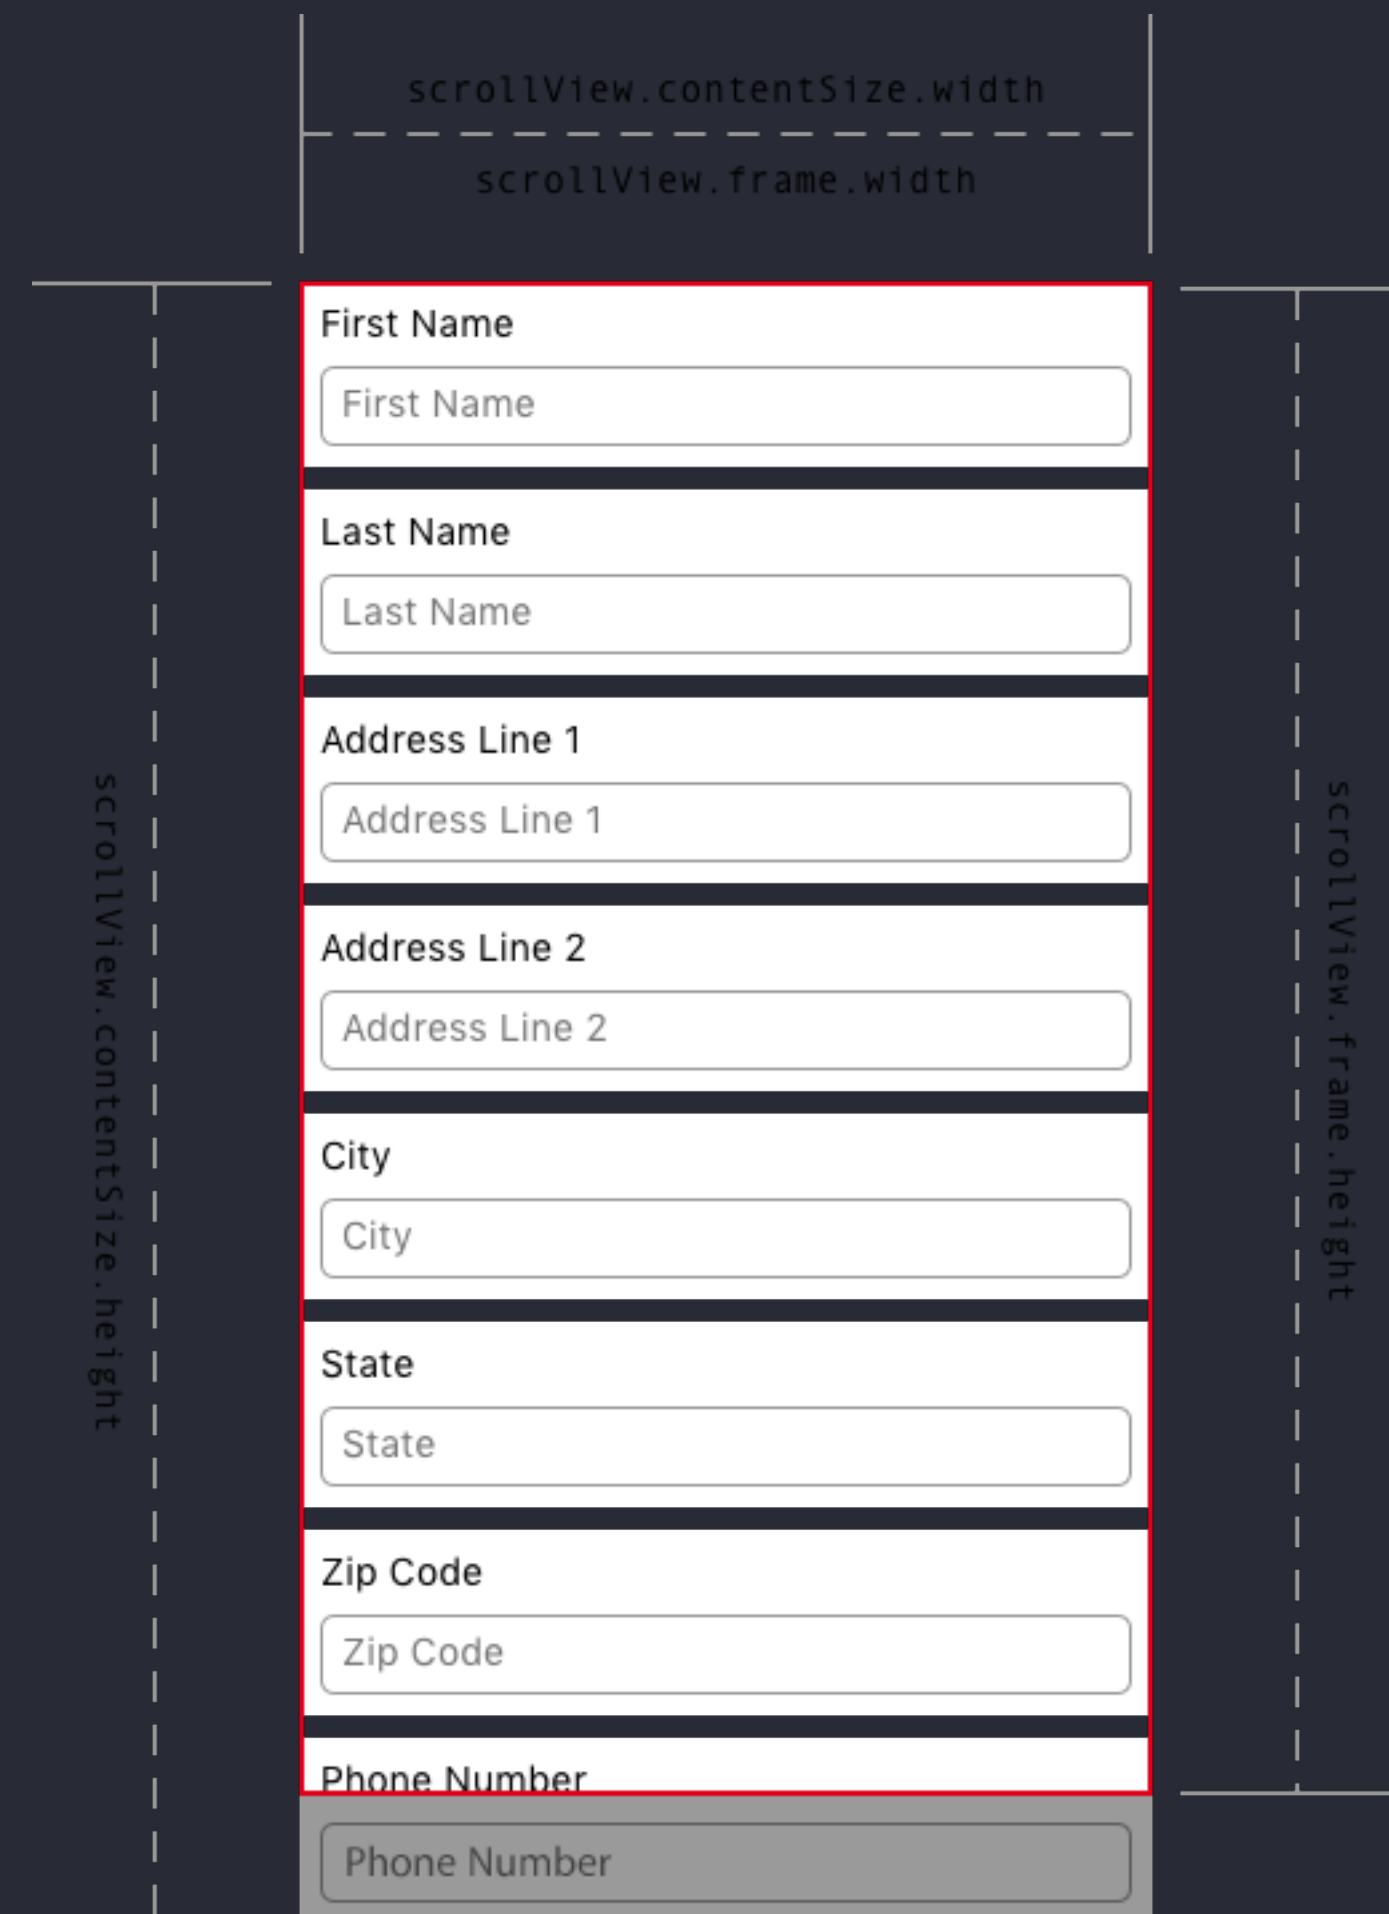 scrollView.contentSize.width
scrollView.frame.width
First Name
First Name
Last Name
Last Name
Address Line 1
Address Line 1
Address Line 2
Address Line 2
City
City
State
State
Zip Code
Zip Code
Phone Number
Phone Number
scrollView.contentSize.height
scrollView.frame.height